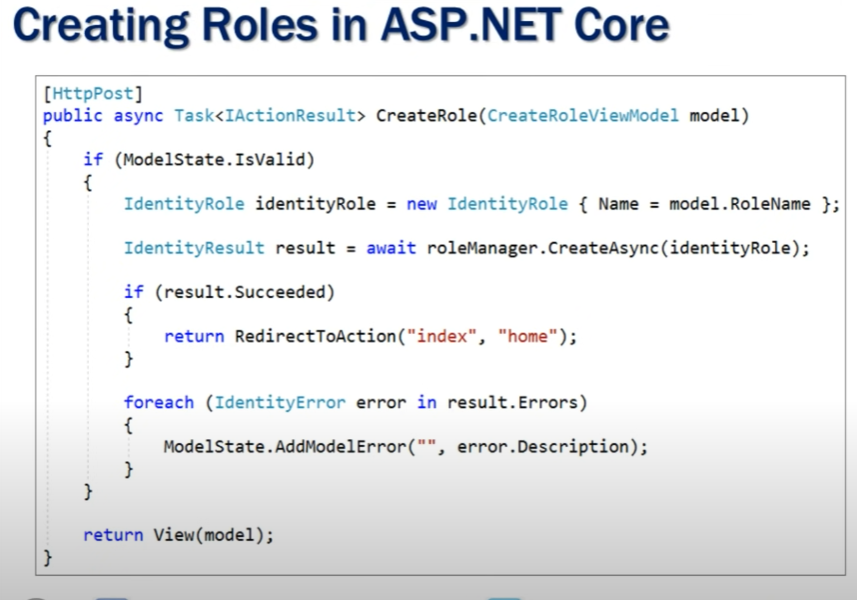 Creating Roles in ASP.NET Core
[HttpPost]
public async Task<IActionResult> CreateRole(CreateRoleViewModel model)
{
    if (ModelState.IsValid)
    {
        IdentityRole identityRole = new IdentityRole { Name = model.RoleName };
        IdentityResult result = await roleManager.CreateAsync(identityRole);
        if (result.Succeeded)
        {
            return RedirectToAction("index", "home");
        }
        foreach (IdentityError error in result.Errors)
        {
            ModelState.AddModelError("", error.Description);
        }
    }
    return View(model);
}